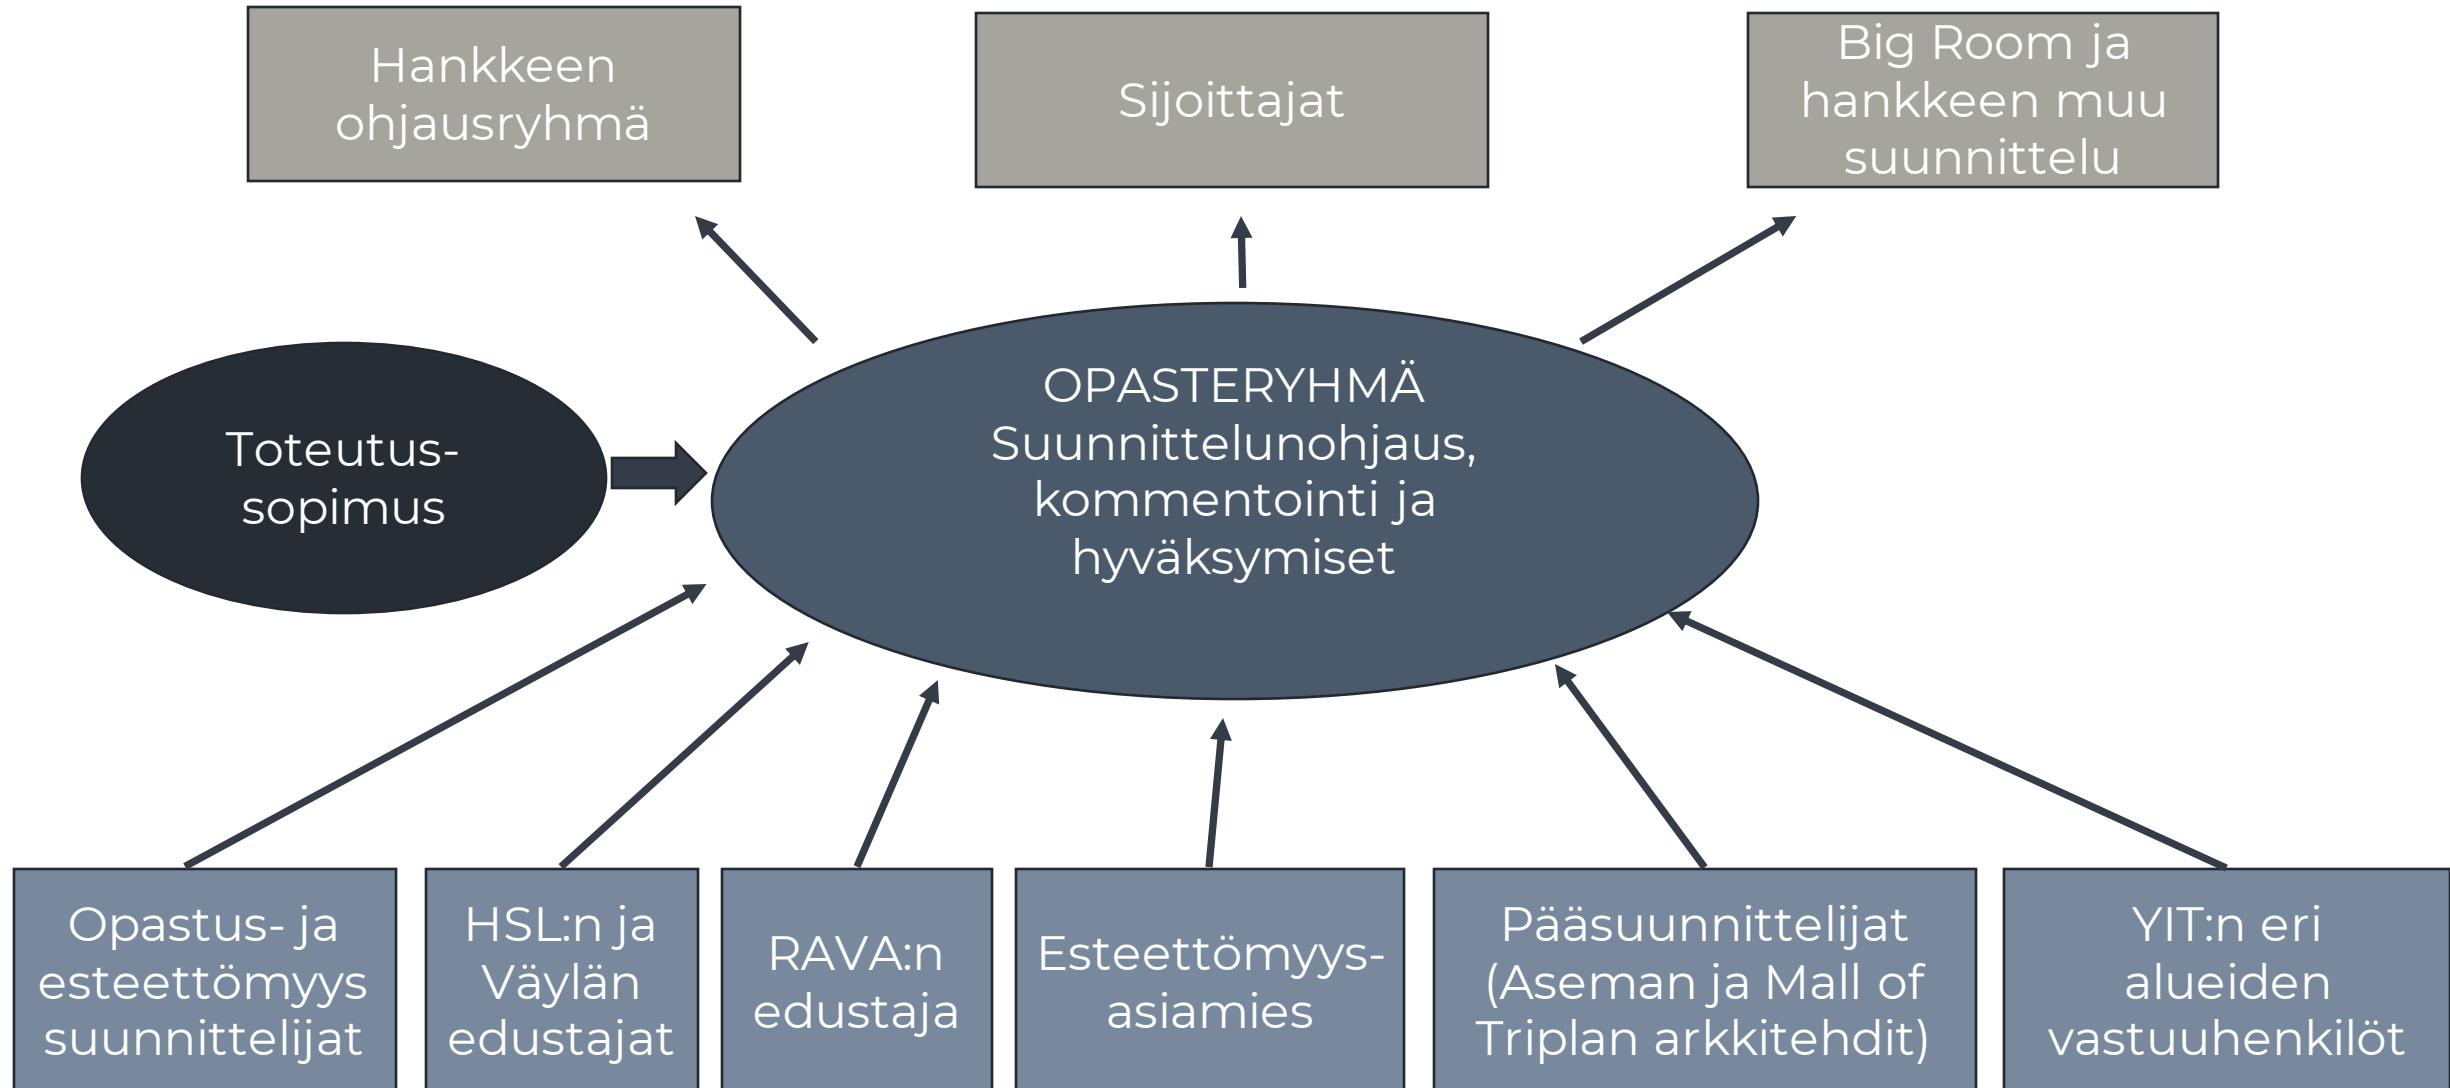 Hankkeen
ohjausryhmä
Sijoittajat
Big Room ja
hankkeen muu
suunnittelu
Toteutus-
sopimus
OPASTERYHMÄ
Suunnittelunohjaus,
kommentointi ja
hyväksymiset
Opastus- ja
esteettömyys
suunnittelijat
HSL:n ja
Väylän
edustajat
RAVA:n
edustaja
Esteettömyys-
asiamies
Pääsuunnittelijat
(Aseman ja Mall of
Triplan arkkitehdit)
YIT:n eri
alueiden
vastuuhenkilöt